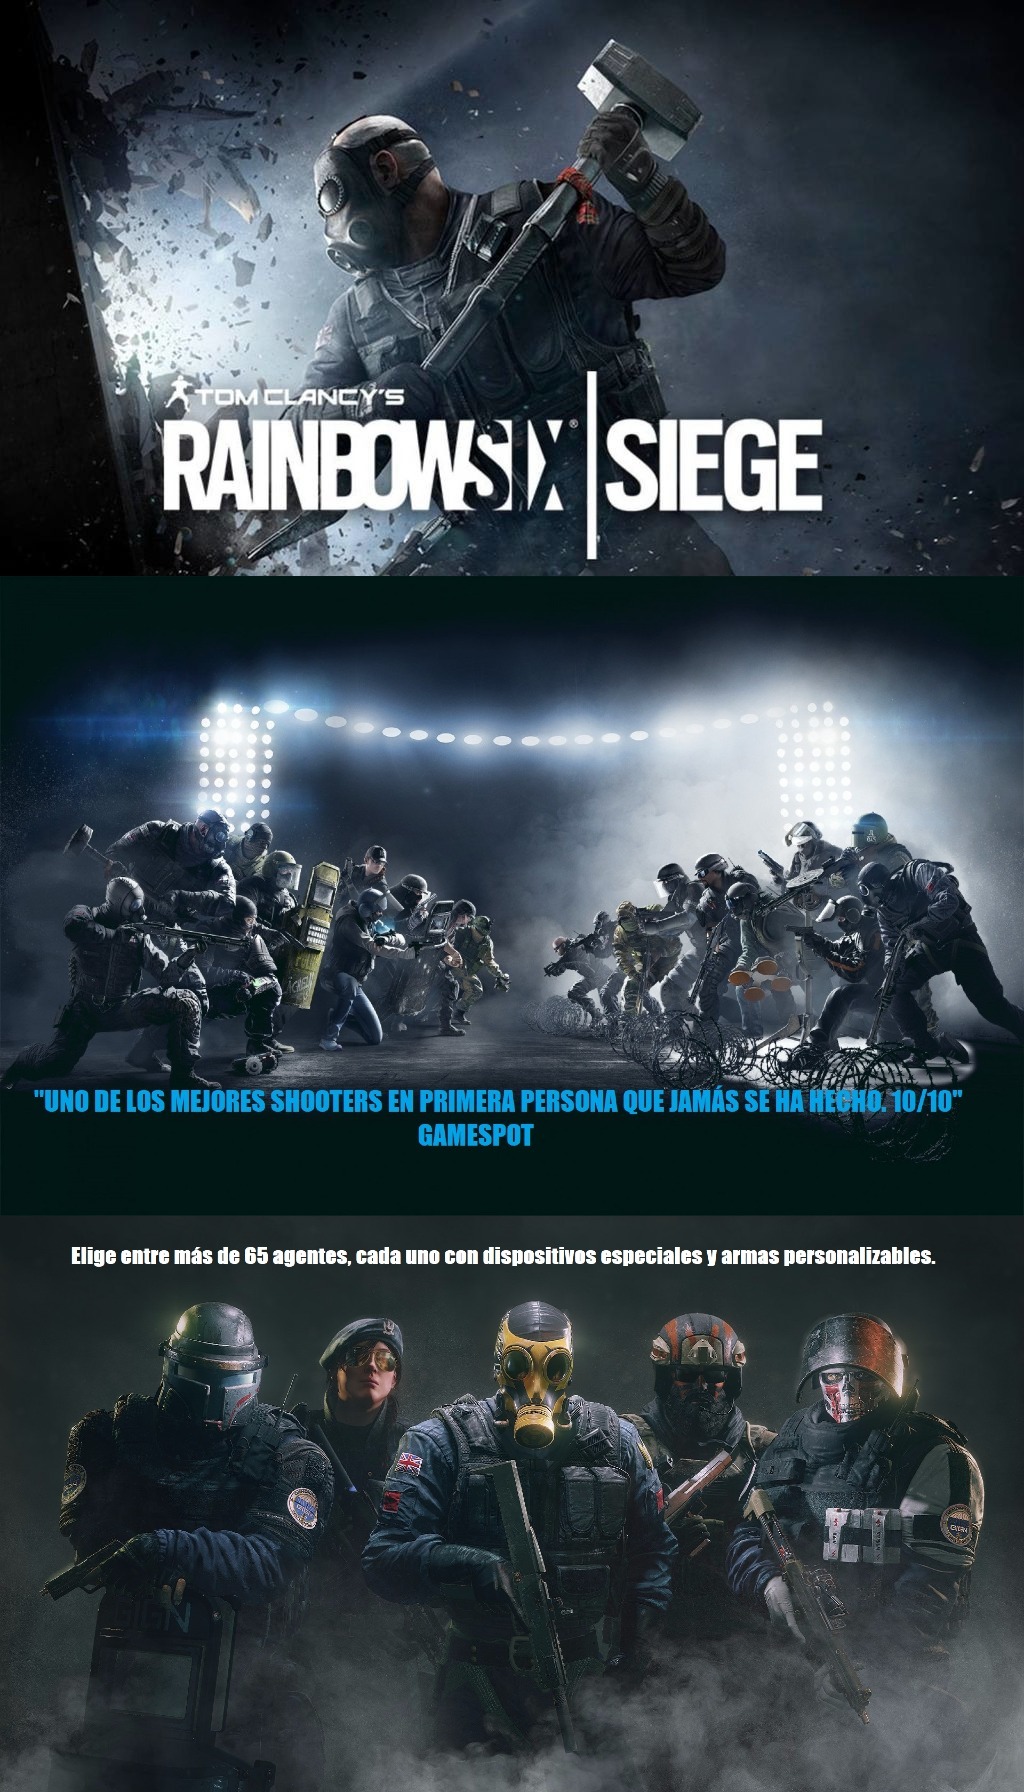 TOM CLANCY'S
RAINBOWSIX® SIEGE
"UNO DE LOS MEJORES SHOOTERS EN PRIMERA PERSONA QUE JAMÁS SE HA HECHO. 10/10"
GAMESPOT
Elige entre más de 65 agentes, cada uno con dispositivos especiales y armas personalizables.